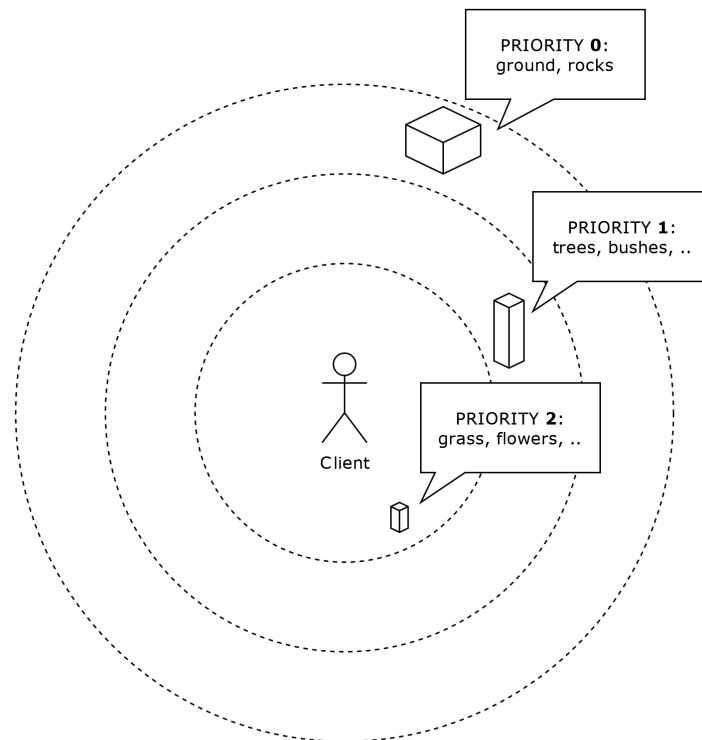 PRIORITY 0:
ground, rocks
PRIORITY 1:
trees, bushes, ..
PRIORITY 2:
grass, flowers, ..
Client